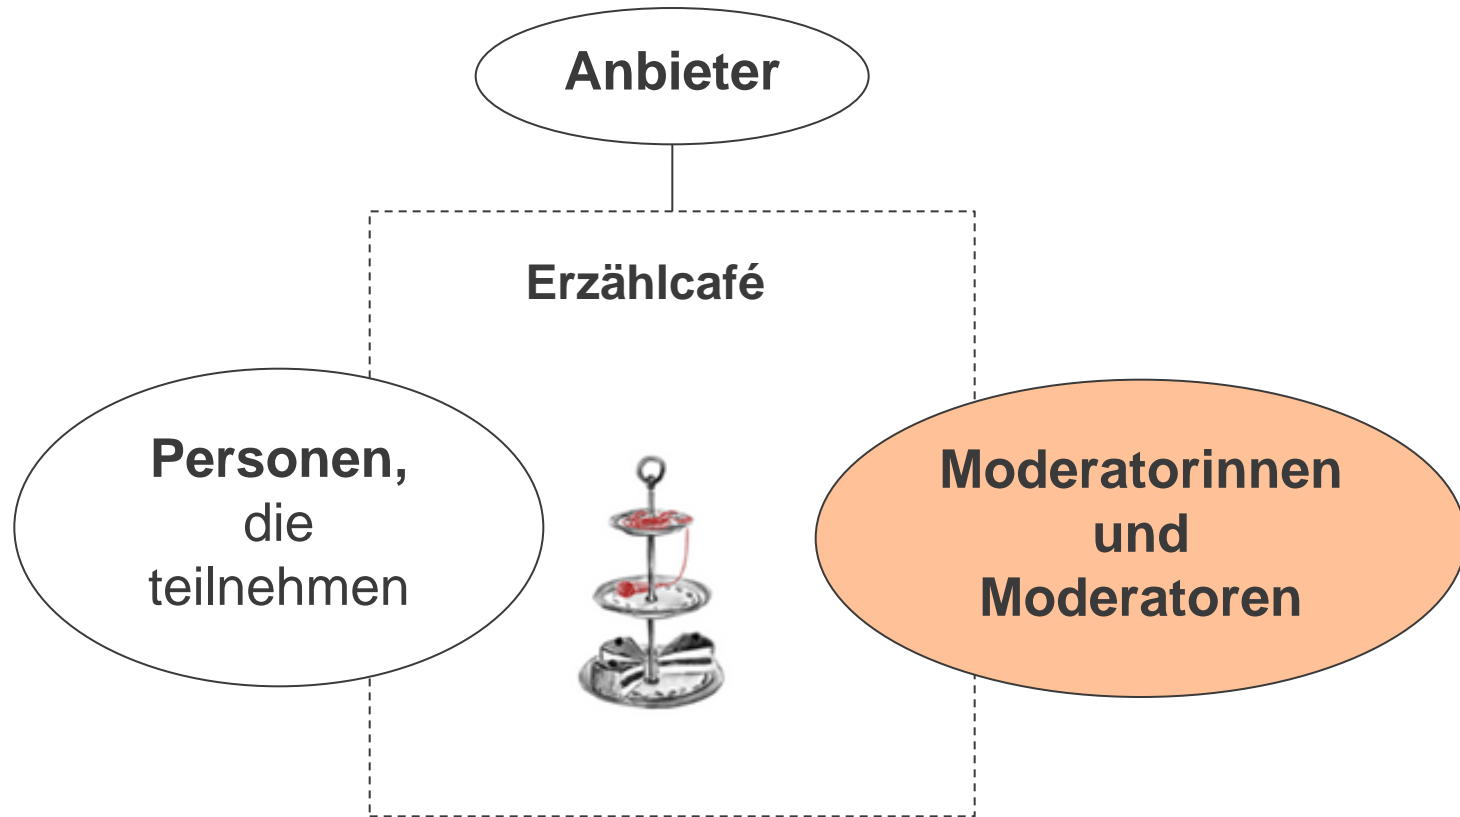 Anbieter
Erzählcafé
Personen,
die
teilnehmen
Moderatorinnen
und
Moderatoren